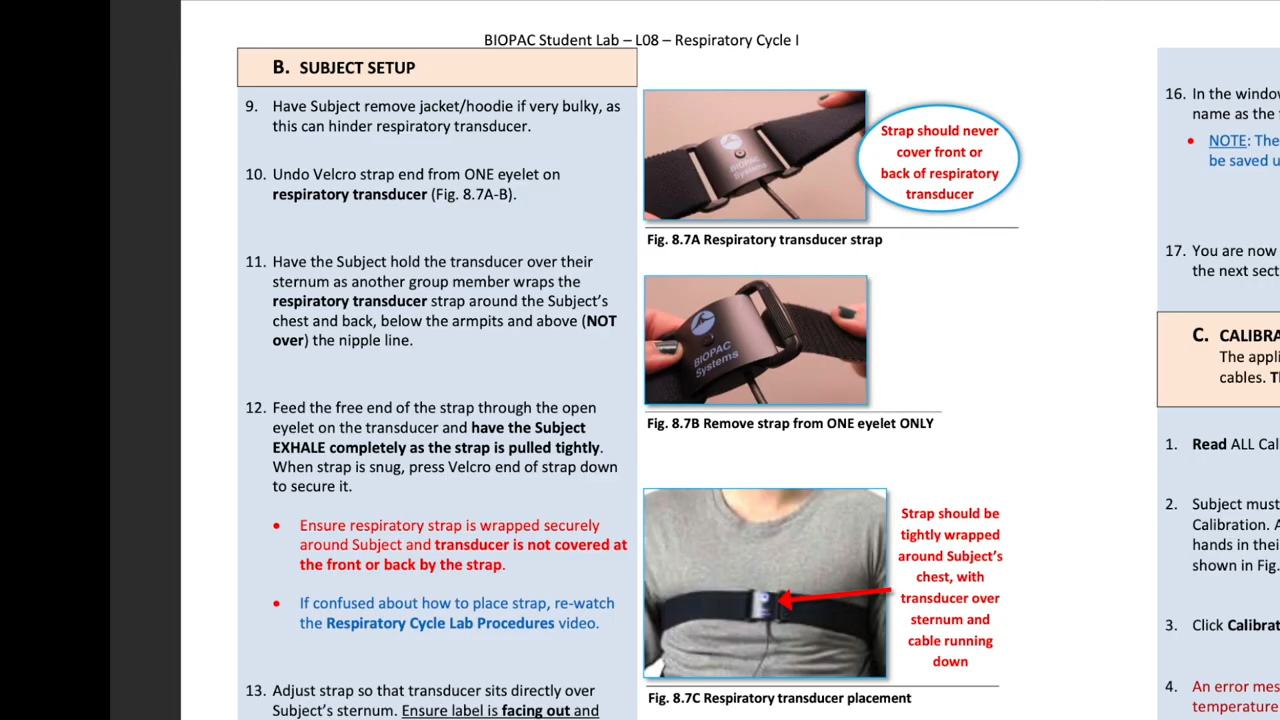 BIOPAC Student Lab – L08 – Respiratory Cycle I
B. SUBJECT SETUP
9. Have Subject remove jacket/hoodie if very bulky, as
this can hinder respiratory transducer.
10. Undo Velcro strap end from ONE eyelet on
respiratory transducer (Fig. 8.7A-B).
11. Have the Subject hold the transducer over their
sternum as another group member wraps the
respiratory transducer strap around the Subject's
chest and back, below the armpits and above (NOT
over) the nipple line.
12. Feed the free end of the strap through the open
eyelet on the transducer and have the Subject
EXHALE completely as the strap is pulled tightly.
When strap is snug, press Velcro end of strap down
to secure it.
• Ensure respiratory strap is wrapped securely
around Subject and transducer is not covered at
the front or back by the strap.
• If confused about how to place strap, re-watch
the Respiratory Cycle Lab Procedures video.
13. Adjust strap so that transducer sits directly over
Subject's sternum. Ensure label is facing out and
BIOPAC
Systems
Strap should never
cover front or
back of respiratory
transducer
Fig. 8.7A Respiratory transducer strap
BIOPAC
Systems
Fig. 8.7B Remove strap from ONE eyelet ONLY
Strap should be
tightly wrapped
around Subject's
chest, with
transducer over
sternum and
cable running
down
Fig. 8.7C Respiratory transducer placement
16. In the window
name as the
• NOTE: The
be saved u
17. You are now
the next sect
C. CALIBRA
The appli
cables. T
1. Read ALL Cal
2. Subject must
Calibration. A
hands in thei
shown in Fig.
3. Click Calibrat
4. An error mes
temperature